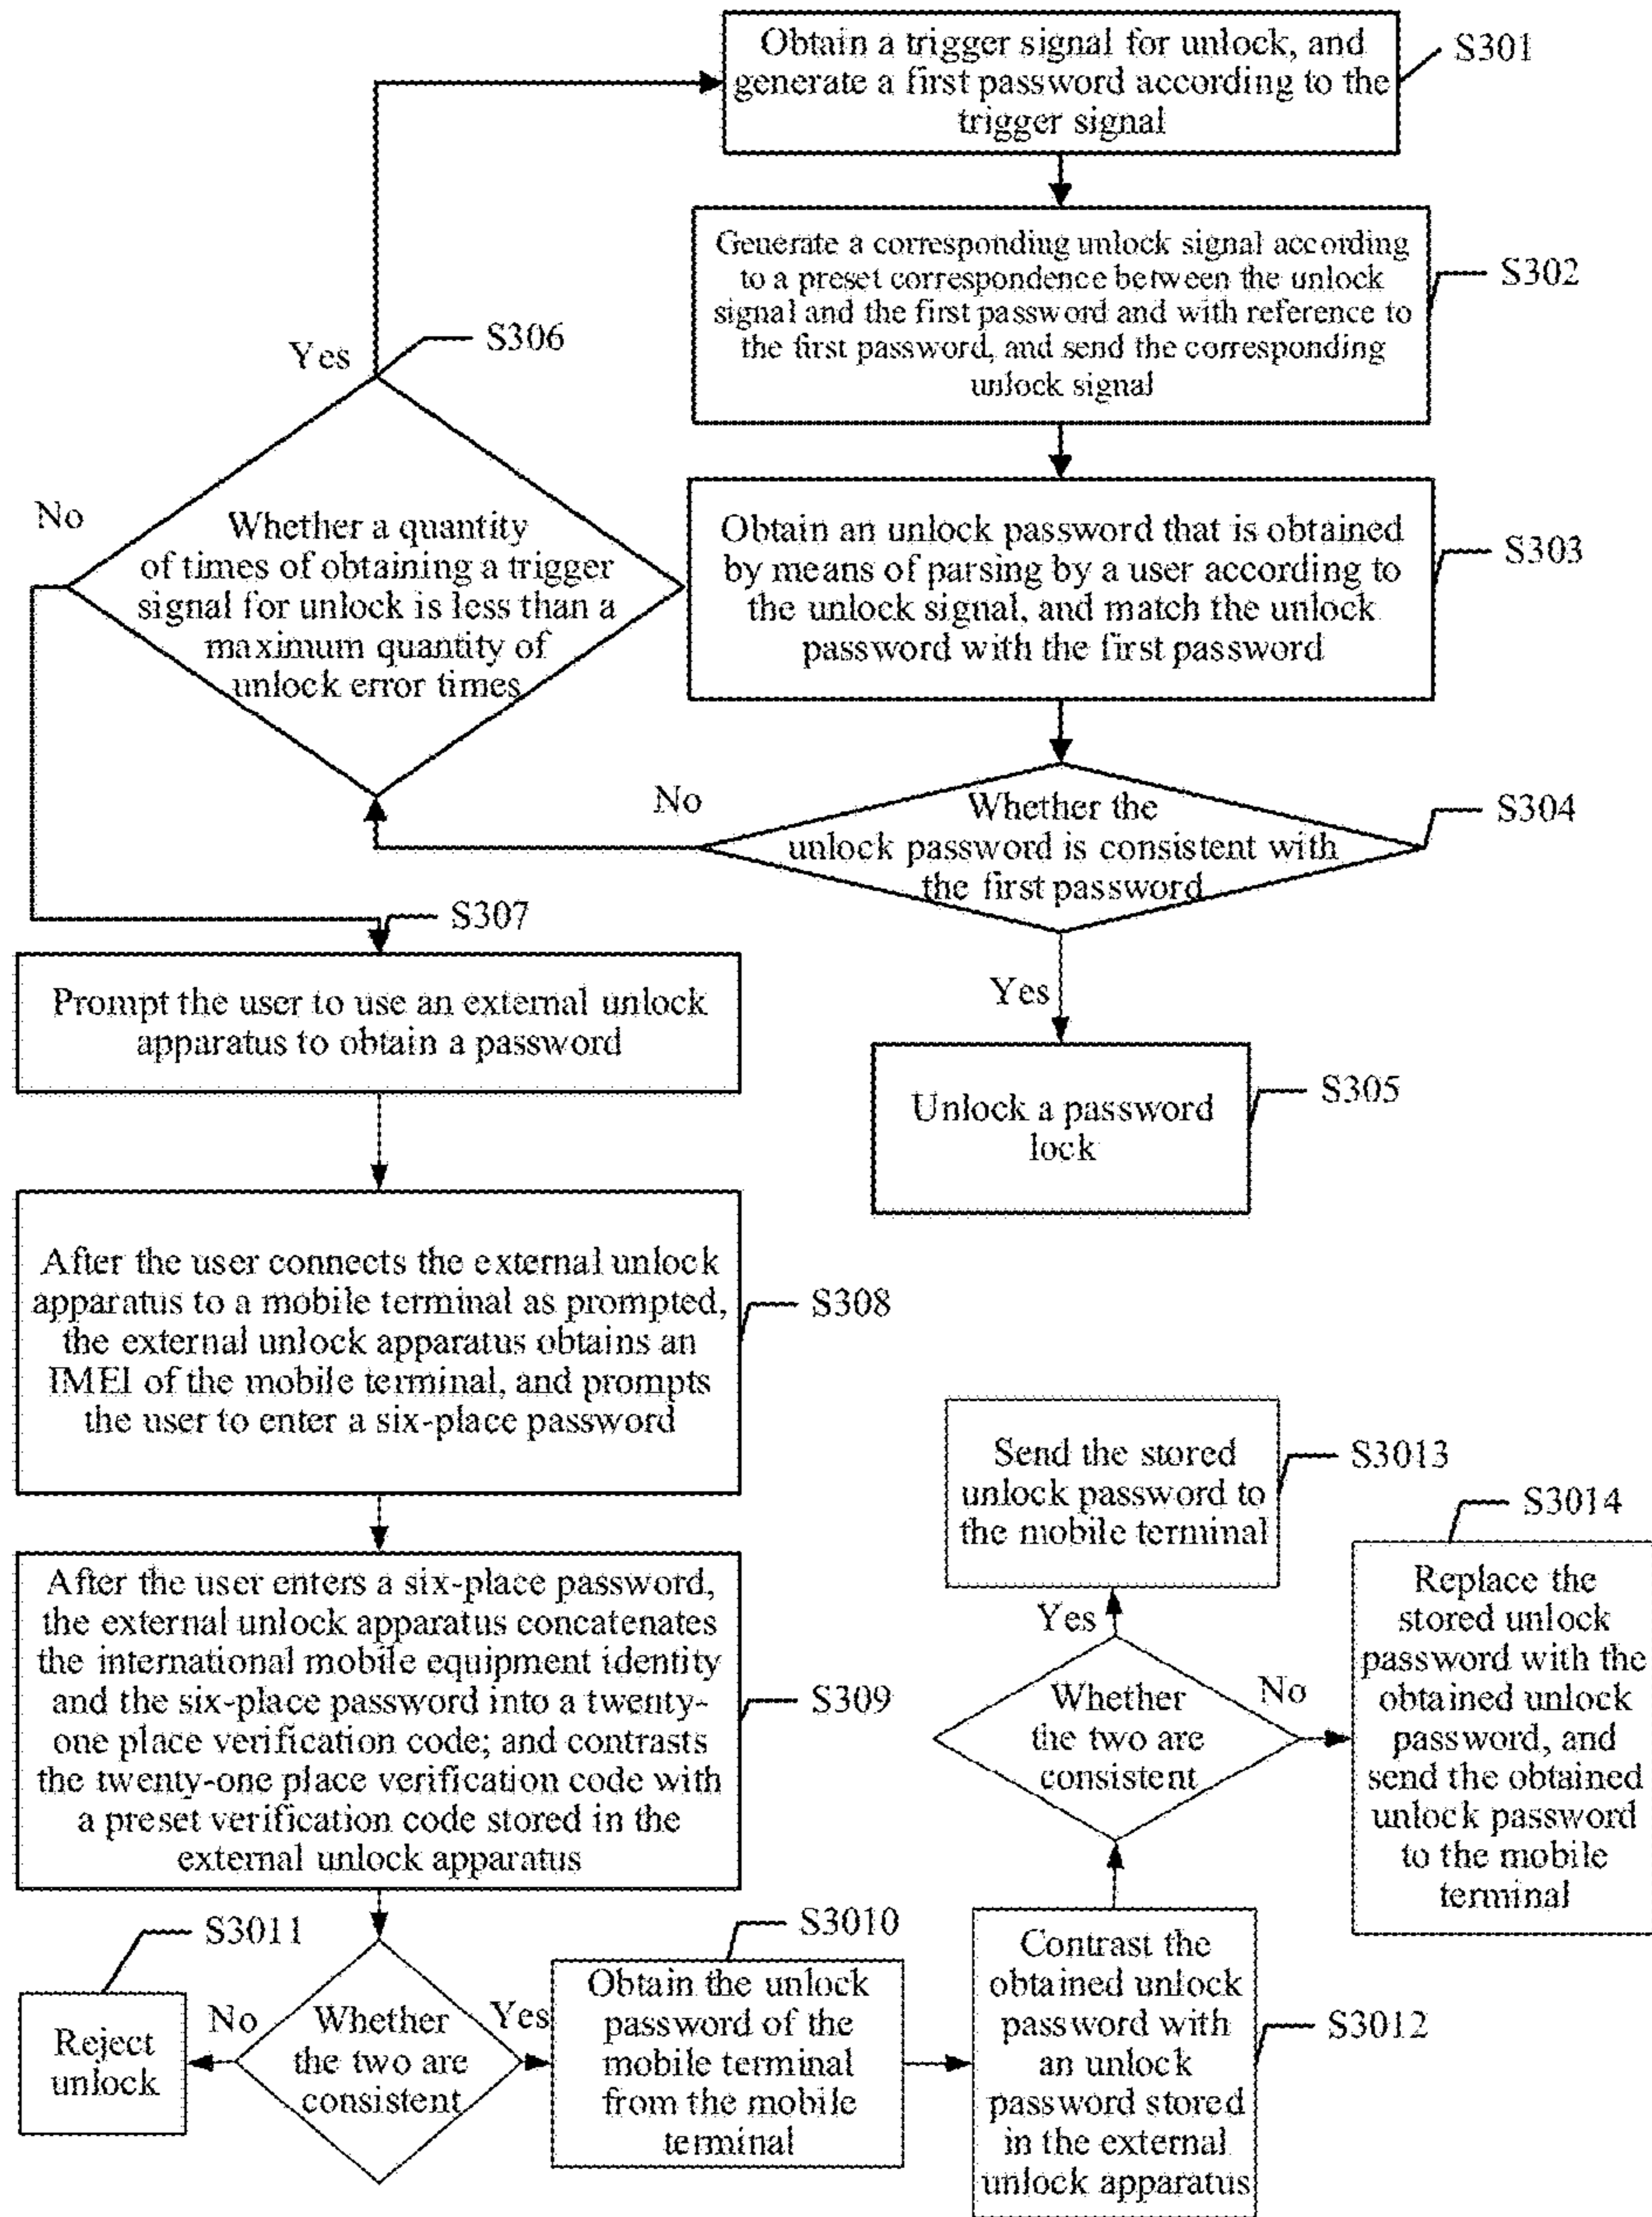 Obtain a trigger signal for unlock, and
generate a first password according to the
trigger signal
S301
Generate a corresponding unlock signal according
to a preset correspondence between the unlock
signal and the first password and with reference to
the first password, and send the corresponding
unlock signal
S302
Yes
S306
No
Whether a quantity
of times of obtaining a trigger
signal for unlock is less than a
maximum quantity of
unlock error times
Obtain an unlock password that is obtained
by means of parsing by a user according to
the unlock signal, and match the unlock
password with the first password
S303
No
Whether the
unlock password is consistent with
the first password
S304
Yes
Unlock a password
lock
S305
S307
Prompt the user to use an external unlock
apparatus to obtain a password
After the user connects the external unlock
apparatus to a mobile terminal as prompted,
the external unlock apparatus obtains an
IMEI of the mobile terminal, and prompts
the user to enter a six-place password
S308
After the user enters a six-place password,
the external unlock apparatus concatenates
the international mobile equipment identity
and the six-place password into a twenty-
one place verification code; and contrasts
the twenty-one place verification code with
a preset verification code stored in the
external unlock apparatus
S309
S3011
Reject
unlock
No
Whether
the two are
consistent
Yes
S3010
Obtain the unlock
password of the
mobile terminal
from the mobile
terminal
Contrast the
obtained unlock
password with
an unlock
password stored
in the external
unlock apparatus
S3012
Whether
the two are
consistent
Yes
Send the stored
unlock password to
the mobile terminal
S3013
No
S3014
Replace the
stored unlock
password with the
obtained unlock
password, and
send the obtained
unlock password
to the mobile
terminal